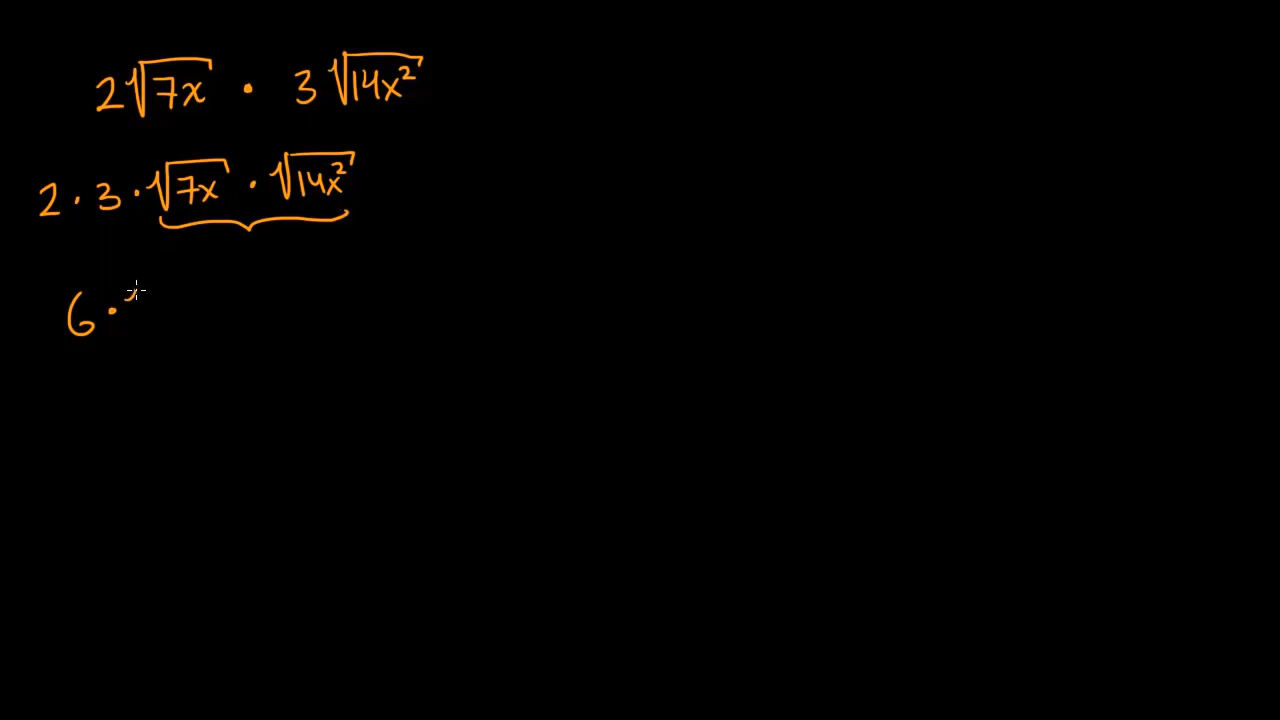 2√7x · 3√14x²
2 · 3 · √7x · √14x²
6 ·